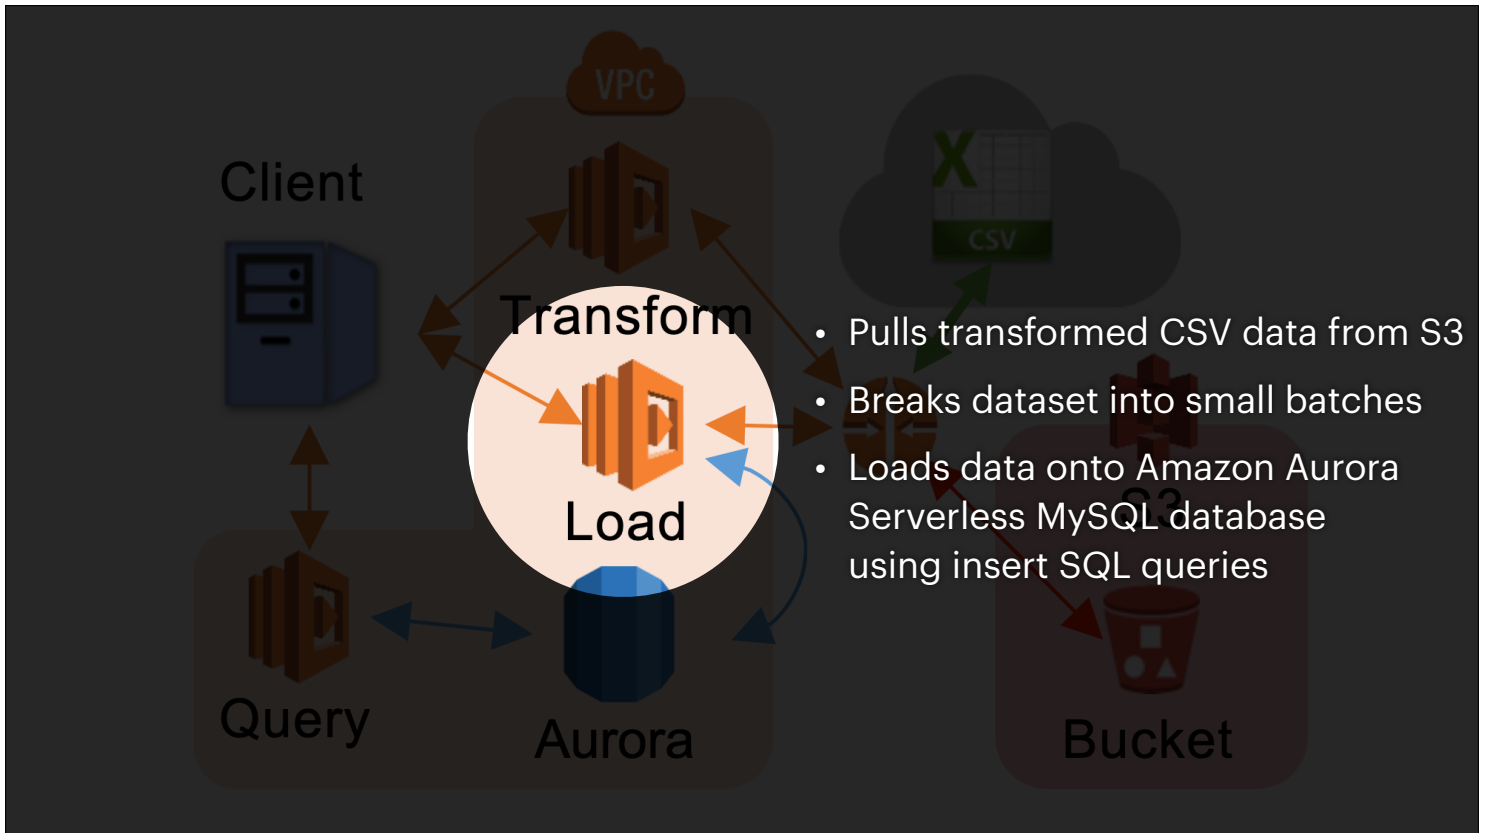 VPC
Client
X
CSV
Transform
• Pulls transformed CSV data from S3
• Breaks dataset into small batches
• Loads data onto Amazon Aurora
Serverless MySQL database
using insert SQL queries
S3
Load
Query
Aurora
Bucket